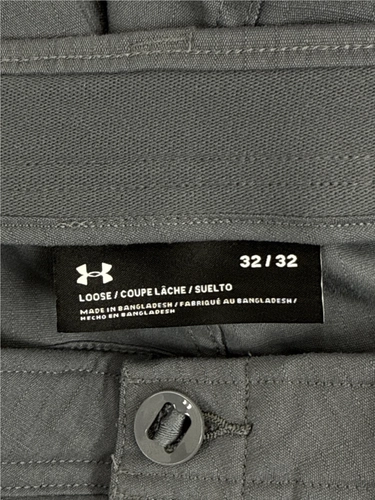 32 / 32
LOOSE / COUPE LÂCHE / SUELTO
MADE IN BANGLADESH / FABRIQUÉ AU BANGLADESH /
HECHO EN BANGLADESH